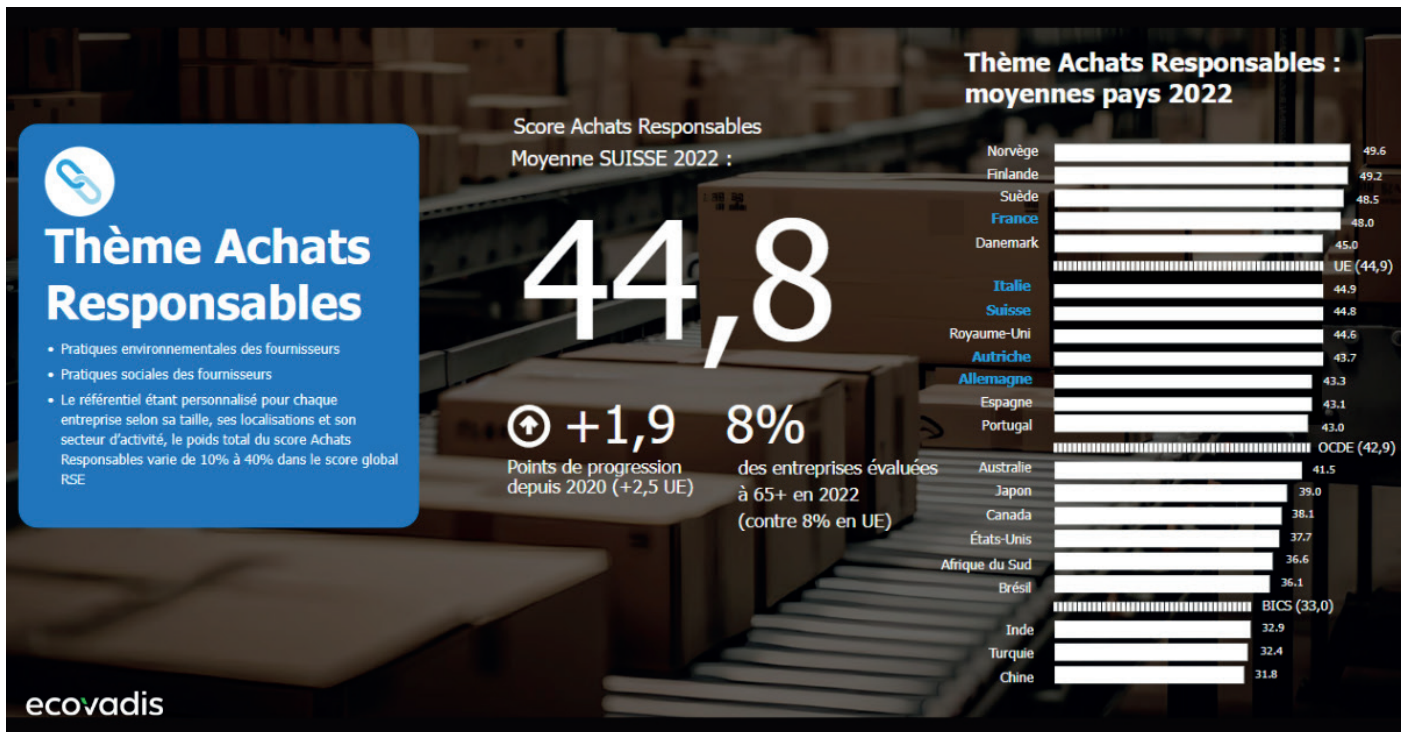 Thème Achats
Responsables
• Pratiques environnementales des fournisseurs
• Pratiques sociales des fournisseurs
• Le référentiel étant personnalisé pour chaque
entreprise selon sa taille, ses localisations et son
secteur d'activité, le poids total du score Achats
Responsables varie de 10% à 40% dans le score global
RSE
ecovadis
Score Achats Responsables
Moyenne SUISSE 2022 :
44,8
+1,9
Points de progression
depuis 2020 (+2,5 UE)
8%
des entreprises évaluées
à 65+ en 2022
(contre 8% en UE)
Thème Achats Responsables :
moyennes pays 2022
Norvège 49.6
Finlande 49.2
Suède 48.5
France 48.0
Danemark 45.0
UE (44,9)
Italie 44.9
Suisse 44.8
Royaume-Uni 44.6
Autriche 43.7
Allemagne 43.3
Espagne 43.1
Portugal 43.0
OCDE (42,9)
Australie 41.5
Japon 39.0
Canada 38.1
États-Unis 37.7
Afrique du Sud 36.6
Brésil 36.1
BICS (33,0)
Inde 32.9
Turquie 32.4
Chine 31.8